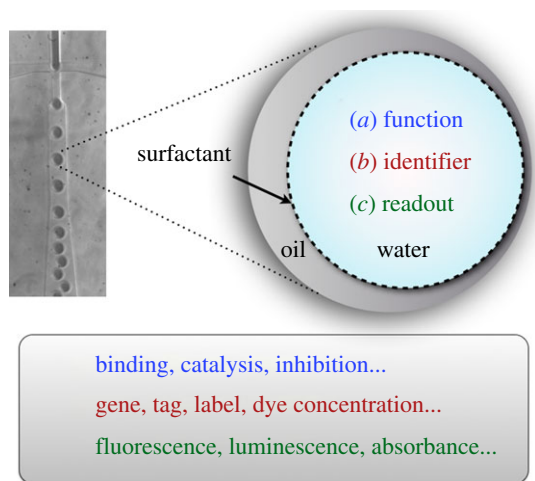 (a) function
surfactant
(b) identifier
(c) readout
oil
water
binding, catalysis, inhibition...
gene, tag, label, dye concentration...
fluorescence, luminescence, absorbance...